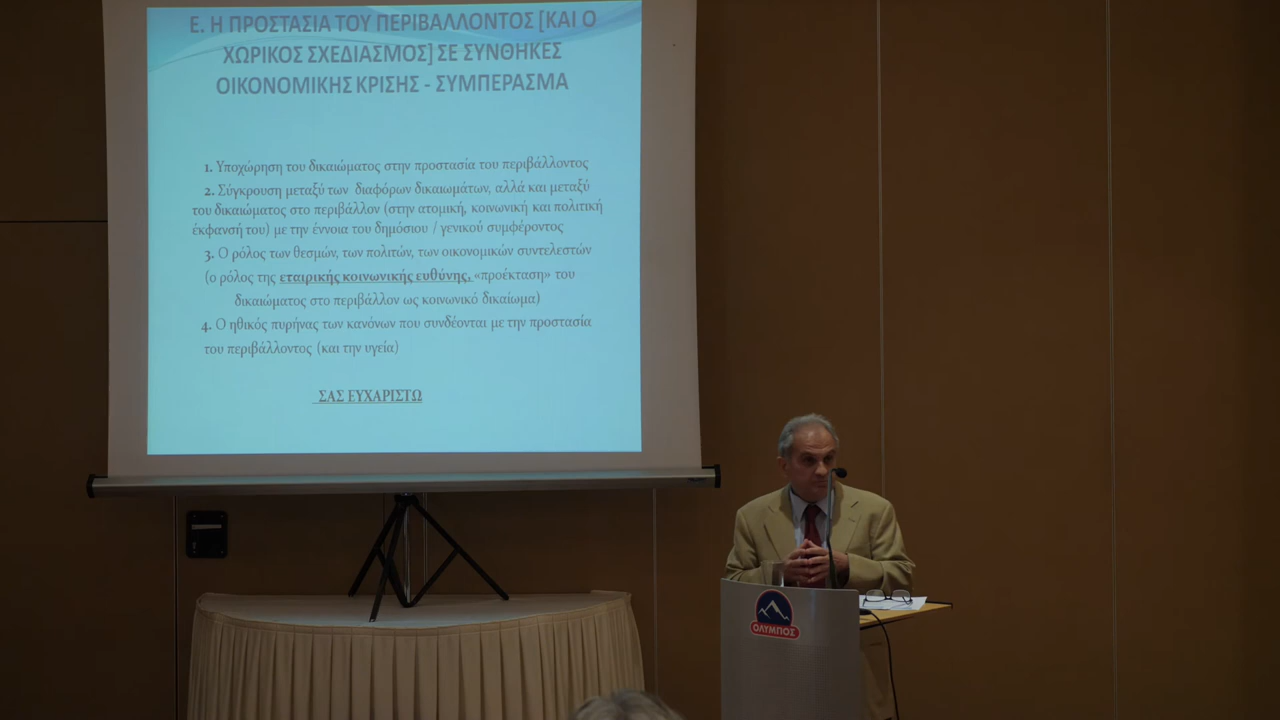 Ε. Η ΠΡΟΣΤΑΣΙΑ ΤΟΥ ΠΕΡΙΒΑΛΛΟΝΤΟΣ [ΚΑΙ Ο
ΧΩΡΙΚΟΣ ΣΧΕΔΙΑΣΜΟΣ] ΣΕ ΣΥΝΘΗΚΕΣ
ΟΙΚΟΝΟΜΙΚΗΣ ΚΡΙΣΗΣ - ΣΥΜΠΕΡΑΣΜΑ
1. Υποχώρηση του δικαιώματος στην προστασία του περιβάλλοντος
2. Σύγκρουση μεταξύ των διαφόρων δικαιωμάτων, αλλά και μεταξύ
του δικαιώματος στο περιβάλλον (στην ατομική, κοινωνική και πολιτική
έκφανσή του) με την έννοια του δημόσιου / γενικού συμφέροντος
3. Ο ρόλος των θεσμών, των πολιτών, των οικονομικών συντελεστών
(ο ρόλος της εταιρικής κοινωνικής ευθύνης, «προέκταση» του
δικαιώματος στο περιβάλλον ως κοινωνικό δικαίωμα)
4. Ο ηθικός πυρήνας των κανόνων που συνδέονται με την προστασία
του περιβάλλοντος (και την υγεία)
ΣΑΣ ΕΥΧΑΡΙΣΤΩ
ΟΛΥΜΠΟΣ